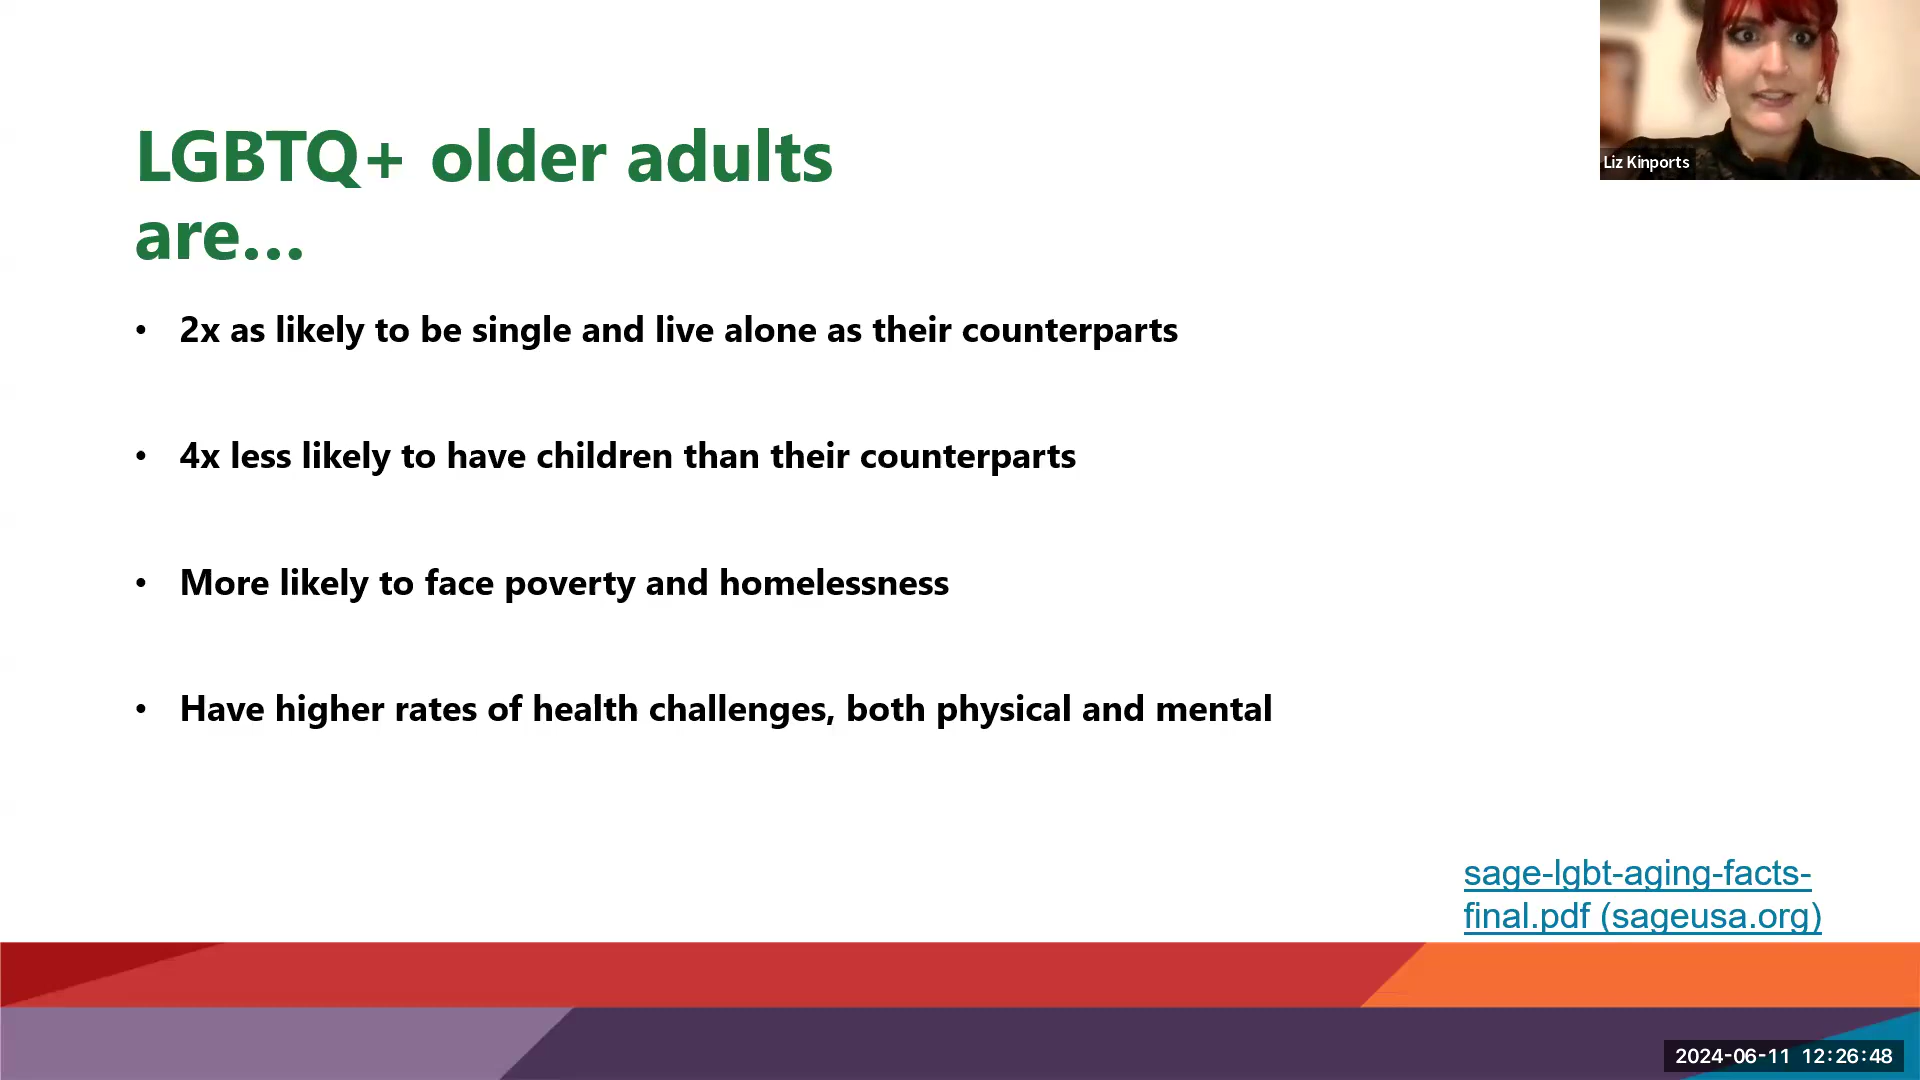 LGBTQ+ older adults
are...
• 2x as likely to be single and live alone as their counterparts
• 4x less likely to have children than their counterparts
• More likely to face poverty and homelessness
• Have higher rates of health challenges, both physical and mental
sage-lgbt-aging-facts-
final.pdf (sageusa.org)
Liz Kinports
2024-06-11 12:26:48